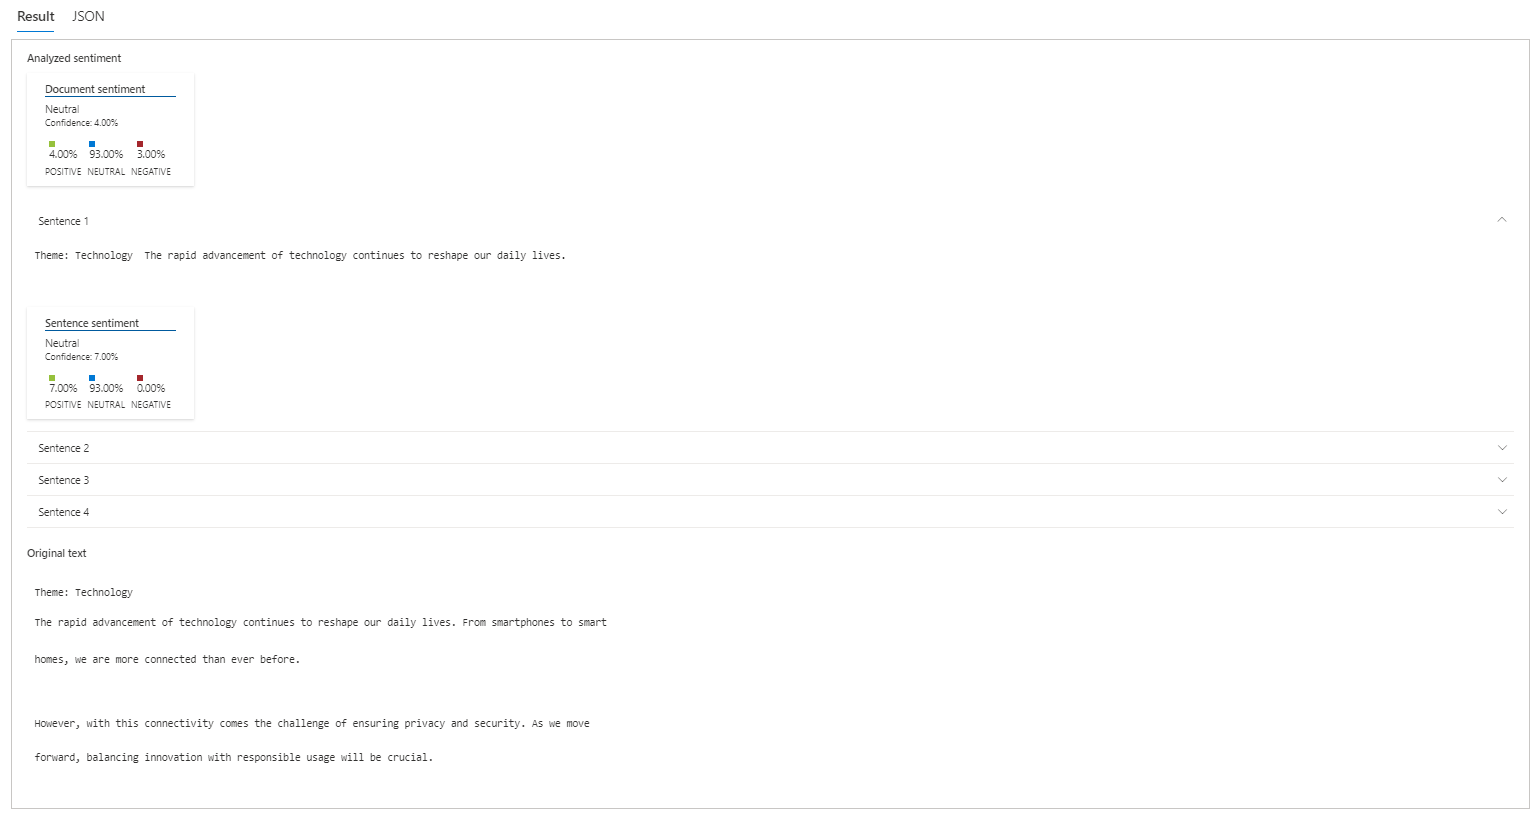 Result JSON
Analyzed sentiment
Document sentiment
Neutral
Confidence: 4.00%
4.00% 93.00% 3.00%
POSITIVE NEUTRAL NEGATIVE
Sentence 1
Theme: Technology  The rapid advancement of technology continues to reshape our daily lives.
Sentence sentiment
Neutral
Confidence: 7.00%
7.00% 93.00% 0.00%
POSITIVE NEUTRAL NEGATIVE
Sentence 2
Sentence 3
Sentence 4
Original text
Theme: Technology
The rapid advancement of technology continues to reshape our daily lives. From smartphones to smart
homes, we are more connected than ever before.
However, with this connectivity comes the challenge of ensuring privacy and security. As we move
forward, balancing innovation with responsible usage will be crucial.